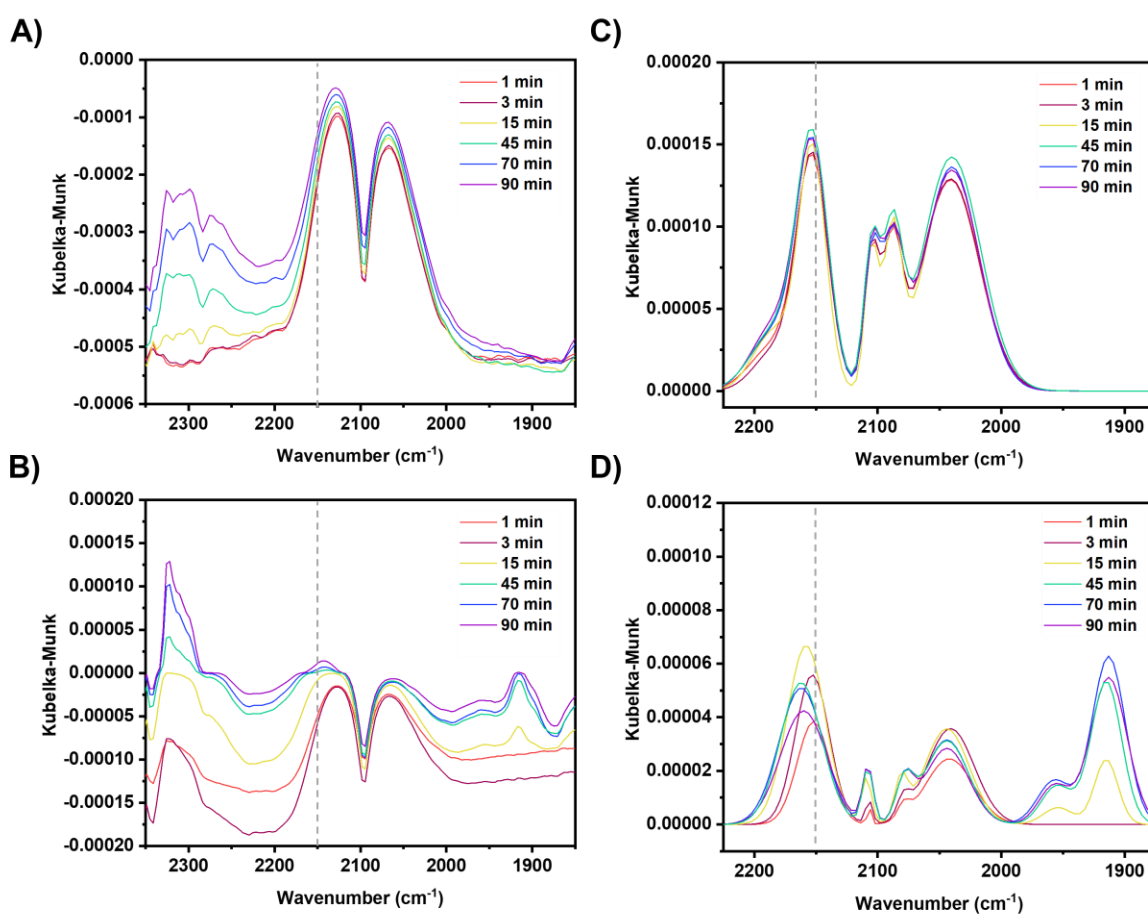 A)
0.0000
-0.0001
-0.0002
-0.0003
-0.0004
-0.0005
-0.0006
Kubelka-Munk
2300 2200 2100 2000 1900
Wavenumber (cm-1)
1 min
3 min
15 min
45 min
70 min
90 min
C)
0.00020
0.00015
0.00010
0.00005
0.00000
Kubelka-Munk
2200 2100 2000 1900
Wavenumber (cm-1)
1 min
3 min
15 min
45 min
70 min
90 min
B)
0.00020
0.00015
0.00010
0.00005
0.00000
-0.00005
-0.00010
-0.00015
-0.00020
Kubelka-Munk
2300 2200 2100 2000 1900
Wavenumber (cm-1)
1 min
3 min
15 min
45 min
70 min
90 min
D)
0.00012
0.00010
0.00008
0.00006
0.00004
0.00002
0.00000
Kubelka-Munk
2200 2100 2000 1900
Wavenumber (cm-1)
1 min
3 min
15 min
45 min
70 min
90 min